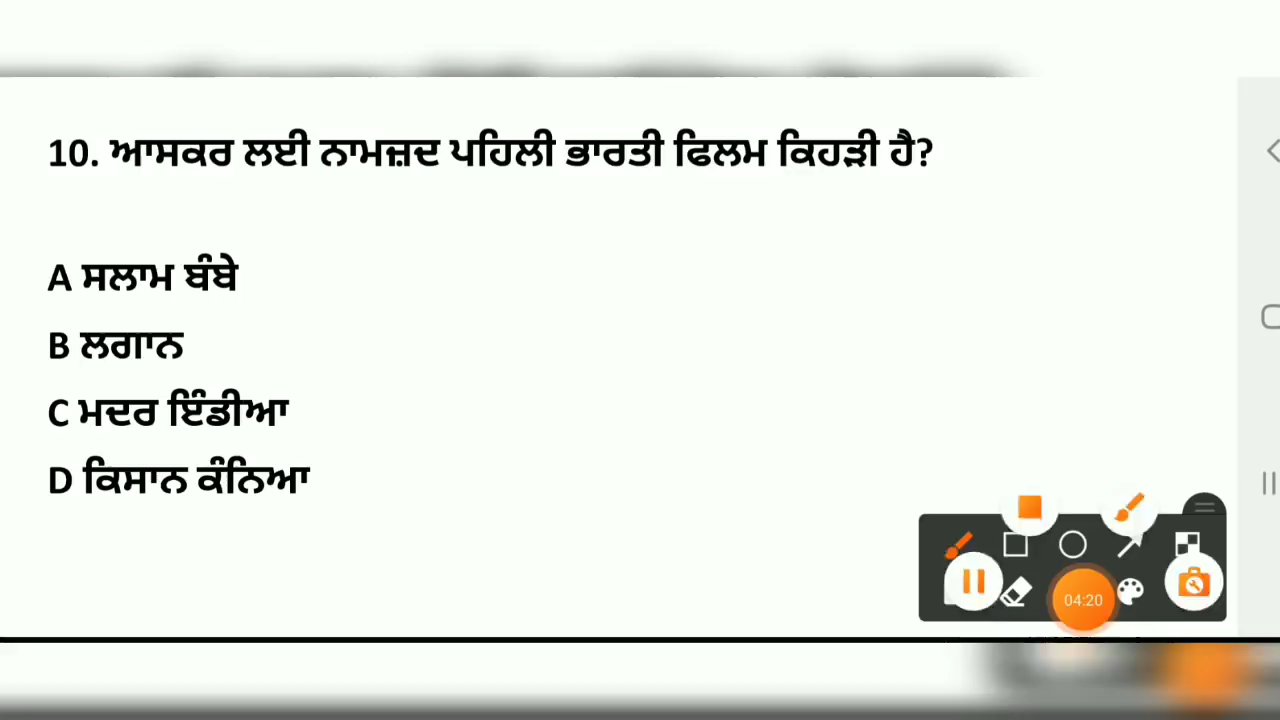 10. ਆਸਕਰ ਲਈ ਨਾਮਜ਼ਦ ਪਹਿਲੀ ਭਾਰਤੀ ਫਿਲਮ ਕਿਹੜੀ ਹੈ?
A ਸਲਾਮ ਬੰਬੇ
B ਲਗਾਨ
C ਮਦਰ ਇੰਡੀਆ
D ਕਿਸਾਨ ਕੰਨਿਆ
04:20